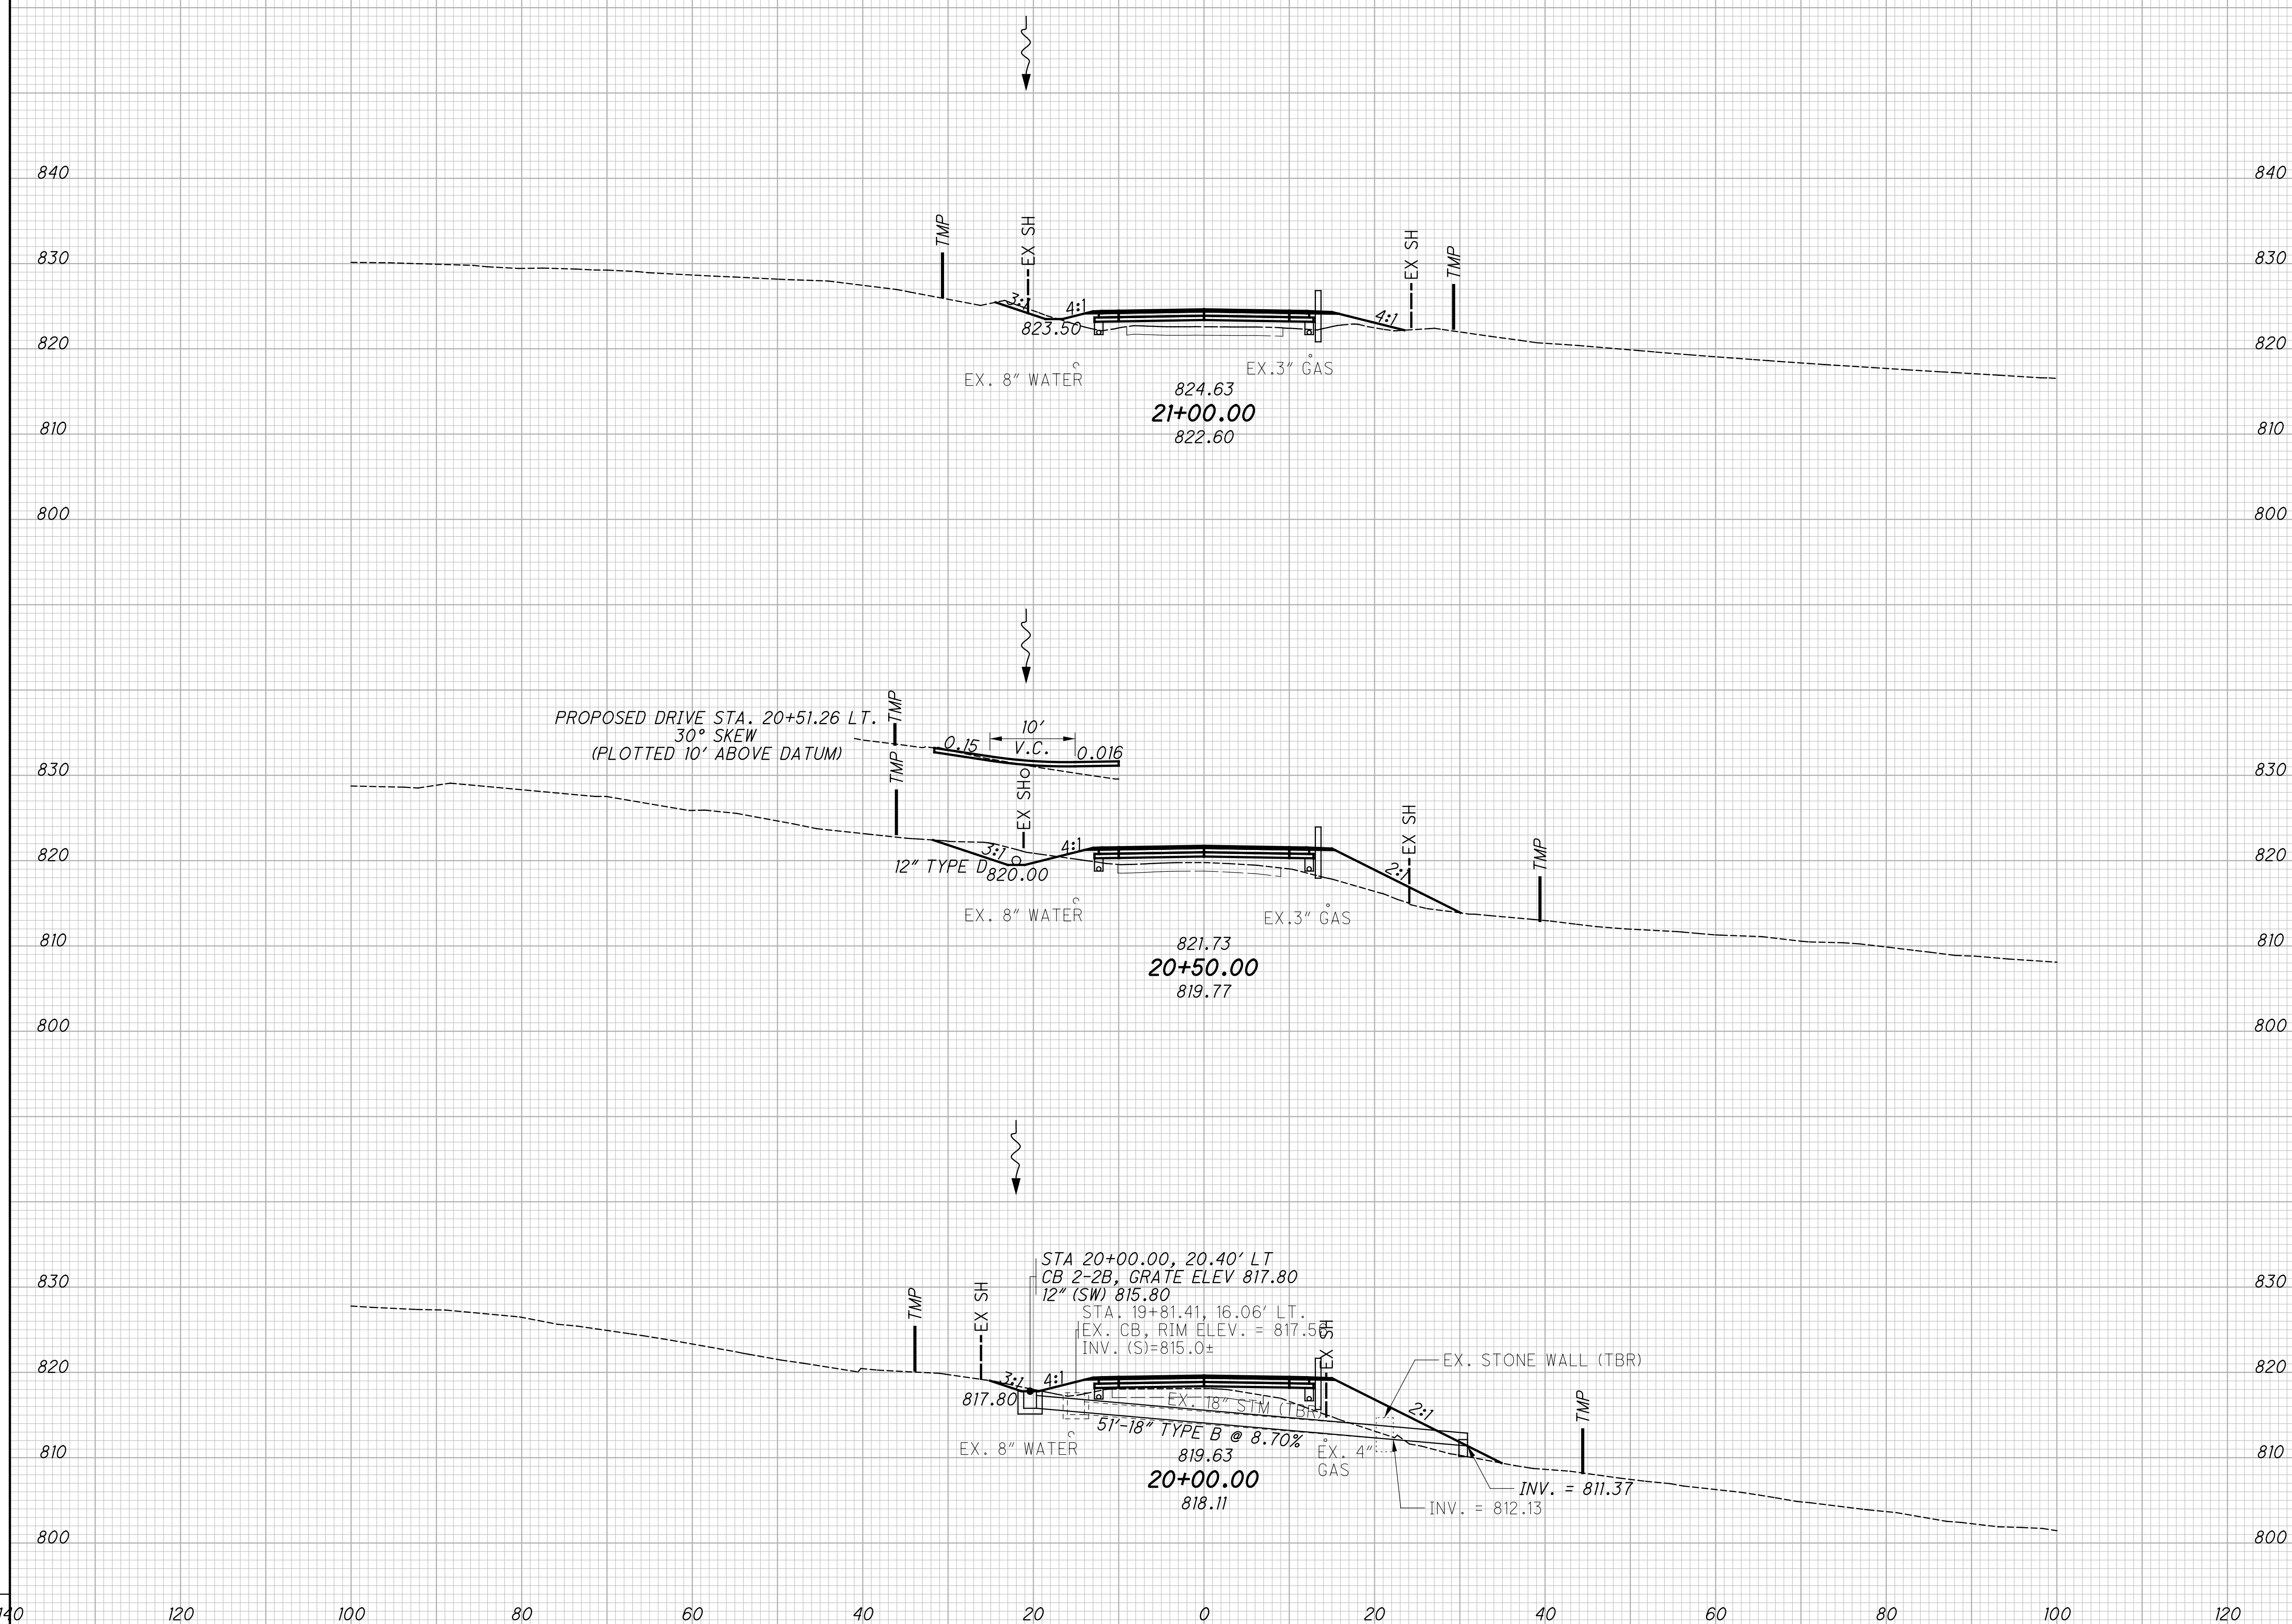 840
840
TMP
EX SH
EX SH
TMP
830
830
3:1
4:1
4:1
823.50
820
820
EX. 8" WATER
EX.3" GAS
824.63
21+00.00
822.60
810
810
800
800
PROPOSED DRIVE STA. 20+51.26 LT.
30° SKEW
(PLOTTED 10' ABOVE DATUM)
TMP
10'
V.C.
0.15
0.016
TMP
EX SH
EX SH
TMP
830
830
3:1
4:1
2:1
820
820
12" TYPE D
820.00
EX. 8" WATER
EX.3" GAS
821.73
20+50.00
819.77
810
810
800
800
STA 20+00.00, 20.40' LT
CB 2-2B, GRATE ELEV 817.80
12" (SW) 815.80
STA. 19+81.41, 16.06' LT.
EX. CB, RIM ELEV. = 817.56
INV. (S)=815.0±
830
830
TMP
EX SH
EX SH
EX. STONE WALL (TBR)
TMP
820
820
3:1
4:1
2:1
817.80
EX. 18" STM (TBR)
51'-18" TYPE B @ 8.70%
EX. 8" WATER
EX. 4"
GAS
819.63
20+00.00
818.11
INV. = 811.37
INV. = 812.13
810
810
800
800
140 120 100 80 60 40 20 0 20 40 60 80 100 120